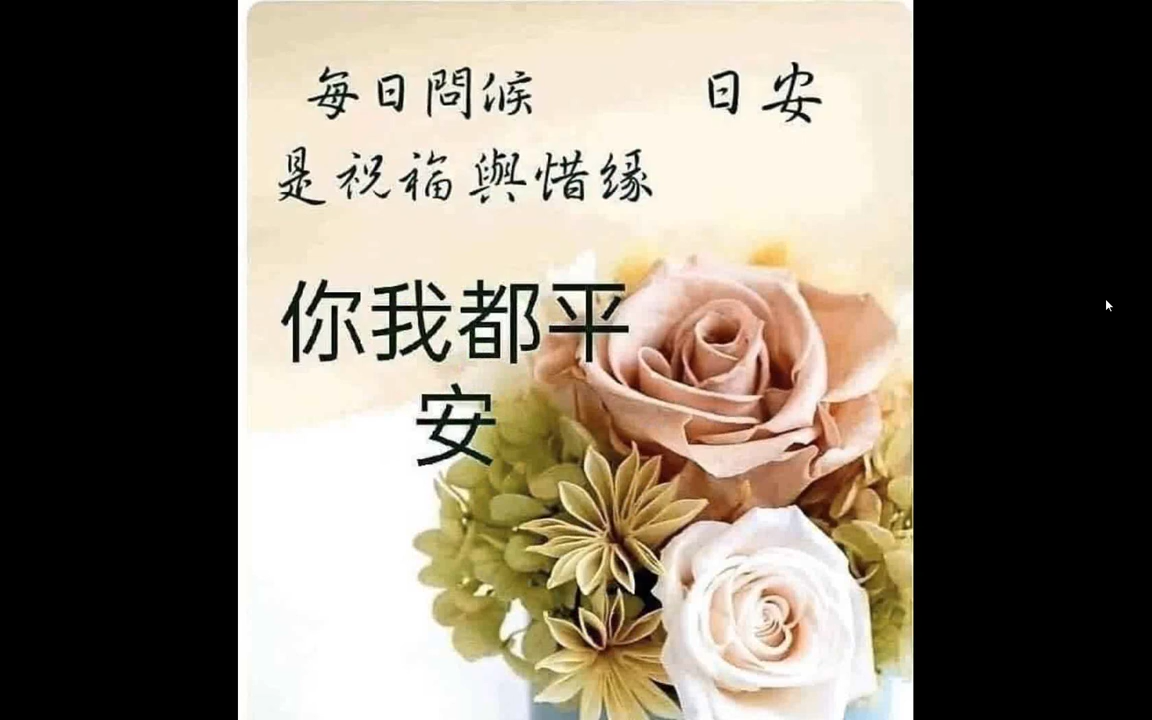 每日問候 日安
是祝福與惜緣
你我都平
安